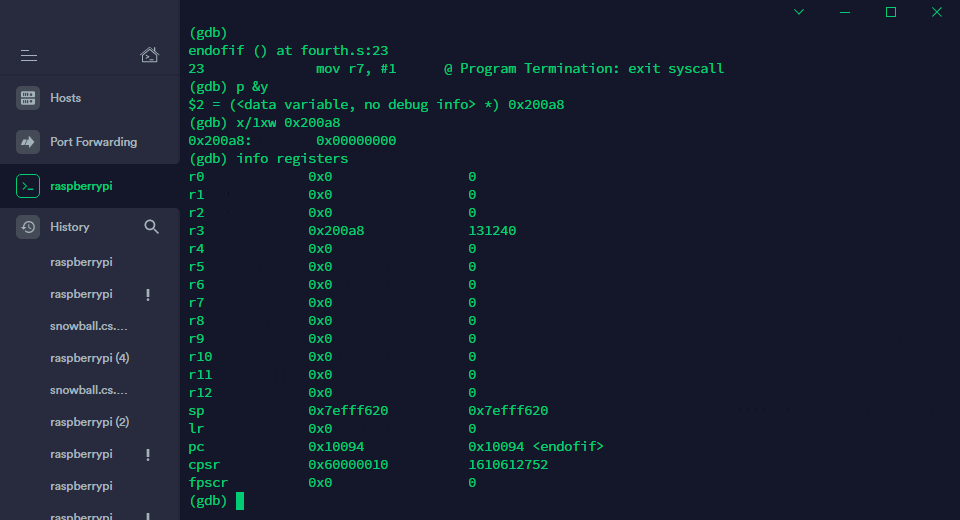 Hosts
Port Forwarding
raspberrypi
History
raspberrypi
raspberrypi !
snowball.cs....
raspberrypi (4)
snowball.cs....
raspberrypi (2)
raspberrypi !
raspberrypi
raspberrypi !
(gdb)
endofif () at fourth.s:23
23 mov r7, #1 @ Program Termination: exit syscall
(gdb) p &y
$2 = (<data variable, no debug info> *) 0x200a8
(gdb) x/1xw 0x200a8
0x200a8: 0x00000000
(gdb) info registers
r0 0x0 0
r1 0x0 0
r2 0x0 0
r3 0x200a8 131240
r4 0x0 0
r5 0x0 0
r6 0x0 0
r7 0x0 0
r8 0x0 0
r9 0x0 0
r10 0x0 0
r11 0x0 0
r12 0x0 0
sp 0x7efff620 0x7efff620
lr 0x0 0
pc 0x10094 0x10094 <endofif>
cpsr 0x60000010 1610612752
fpscr 0x0 0
(gdb)